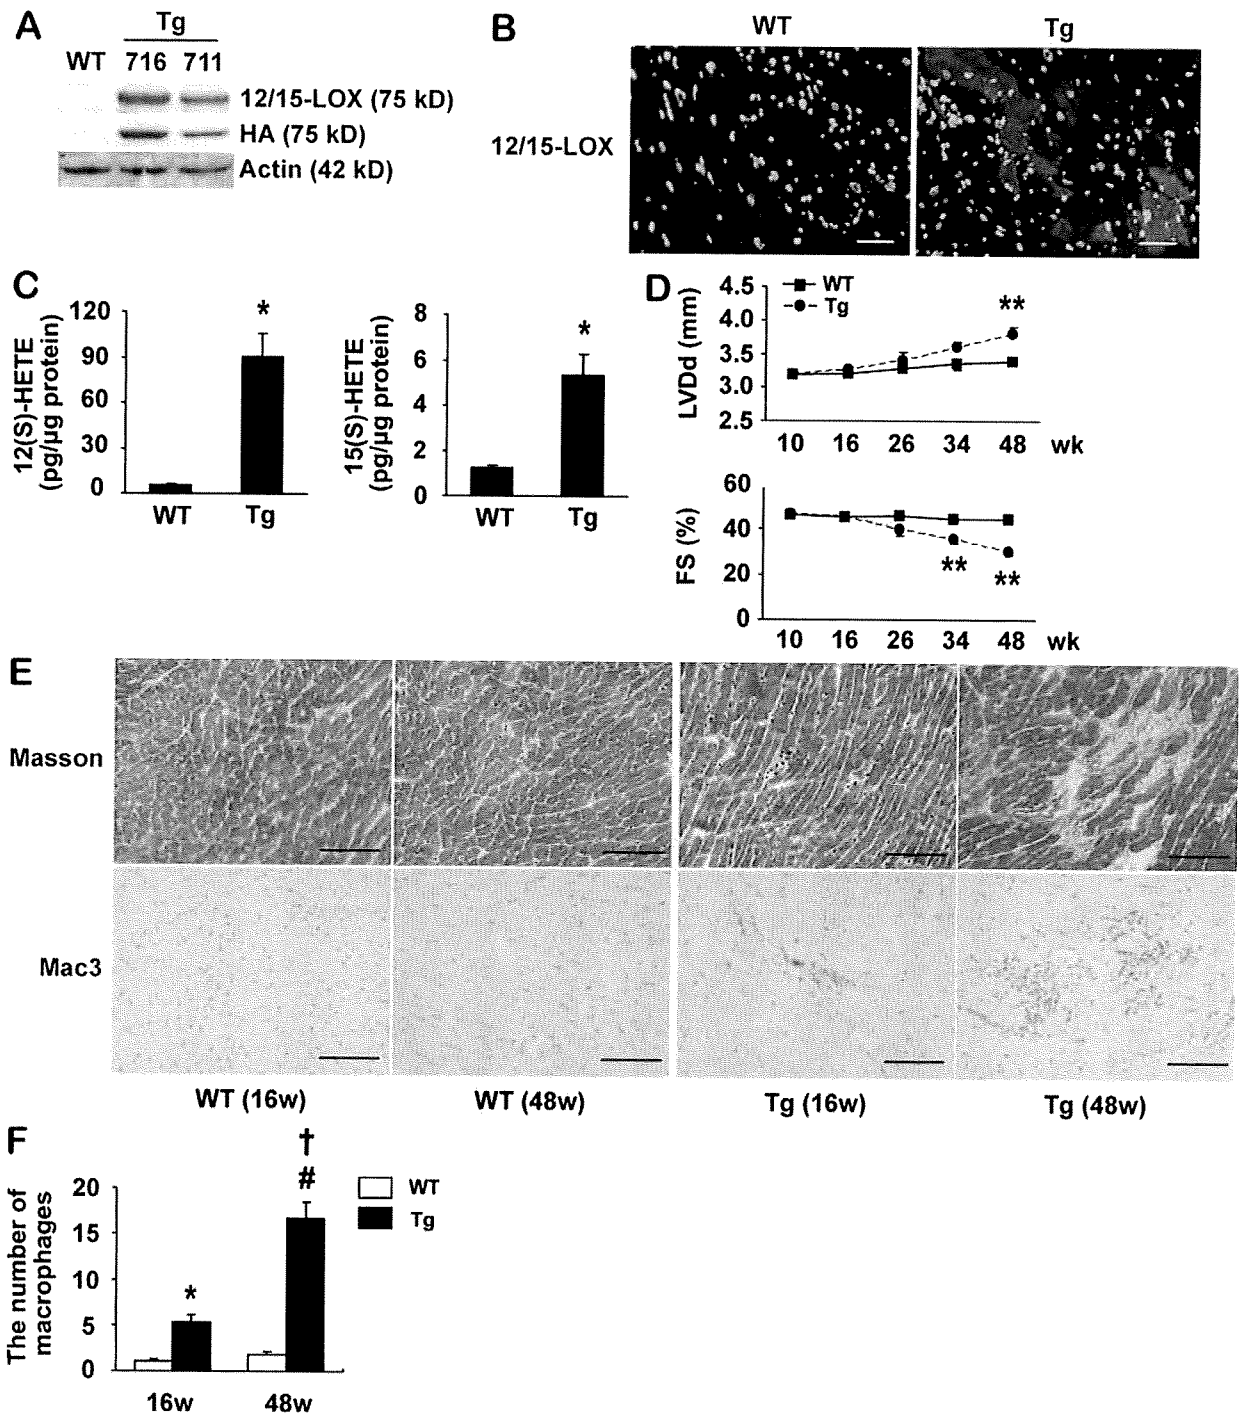 A
Tg
WT 716 711
12/15-LOX (75 kD)
HA (75 kD)
Actin (42 kD)
B
WT Tg
12/15-LOX
C
12(S)-HETE
(pg/µg protein)
120
90
60
30
0
*
WT Tg
15(S)-HETE
(pg/µg protein)
8
6
4
2
0
*
WT Tg
D
LVDd (mm)
4.5
4.0
3.5
3.0
2.5
WT
Tg
**
10 16 26 34 48 wk
FS (%)
60
40
20
0
** **
10 16 26 34 48 wk
E
Masson
Mac3
WT (16w) WT (48w) Tg (16w) Tg (48w)
F
The number of
macrophages
20
15
10
5
0
*
†
#
WT
Tg
16w 48w